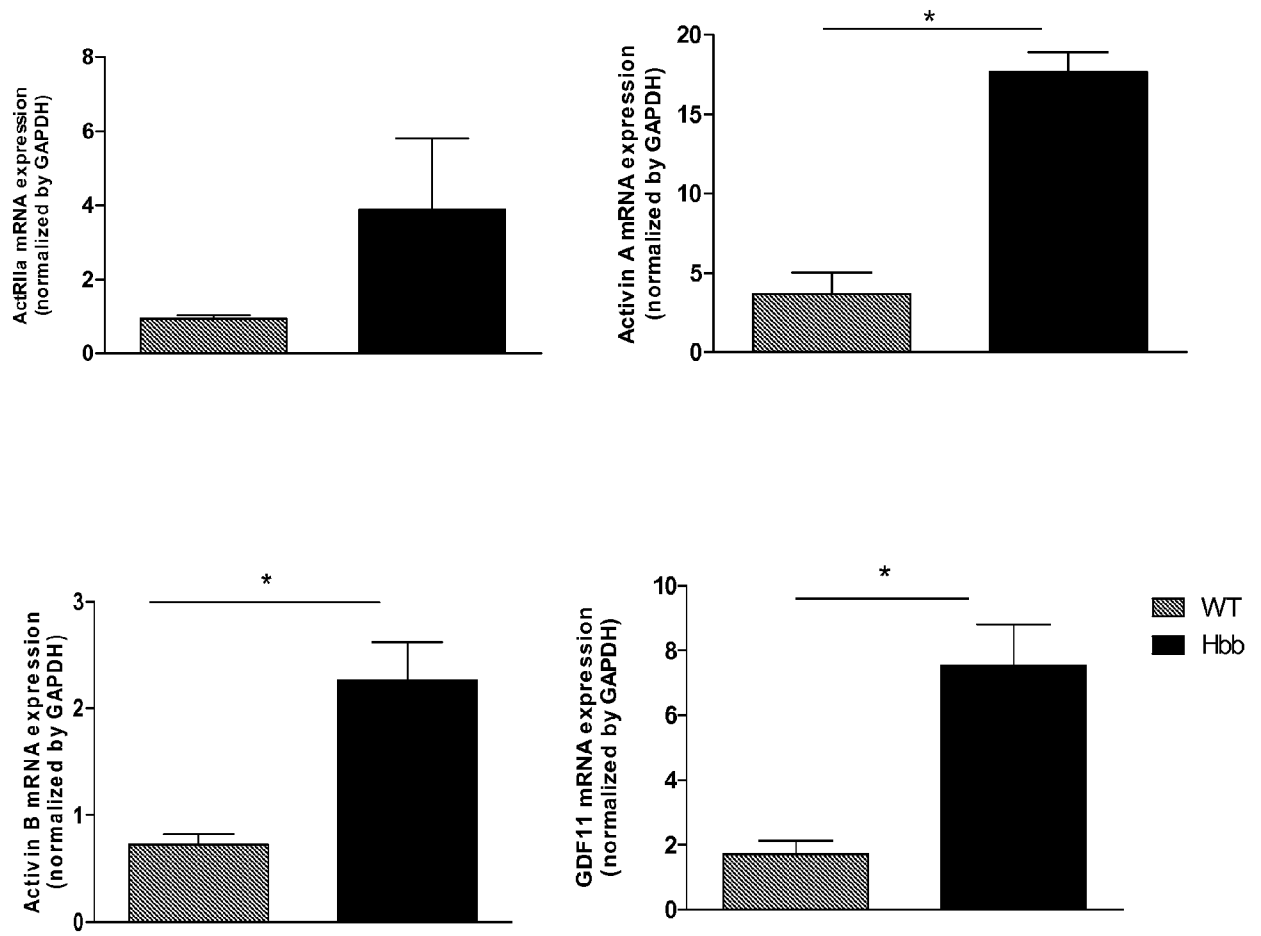 ActRIIa mRNA expression
(normalized by GAPDH)
8
6
4
2
0
*
Activin A mRNA expression
(normalized by GAPDH)
20
15
10
5
0
*
Activin B mRNA expression
(normalized by GAPDH)
3
2
1
0
*
GDF11 mRNA expression
(normalized by GAPDH)
10
8
6
4
2
0
WT
Hbb